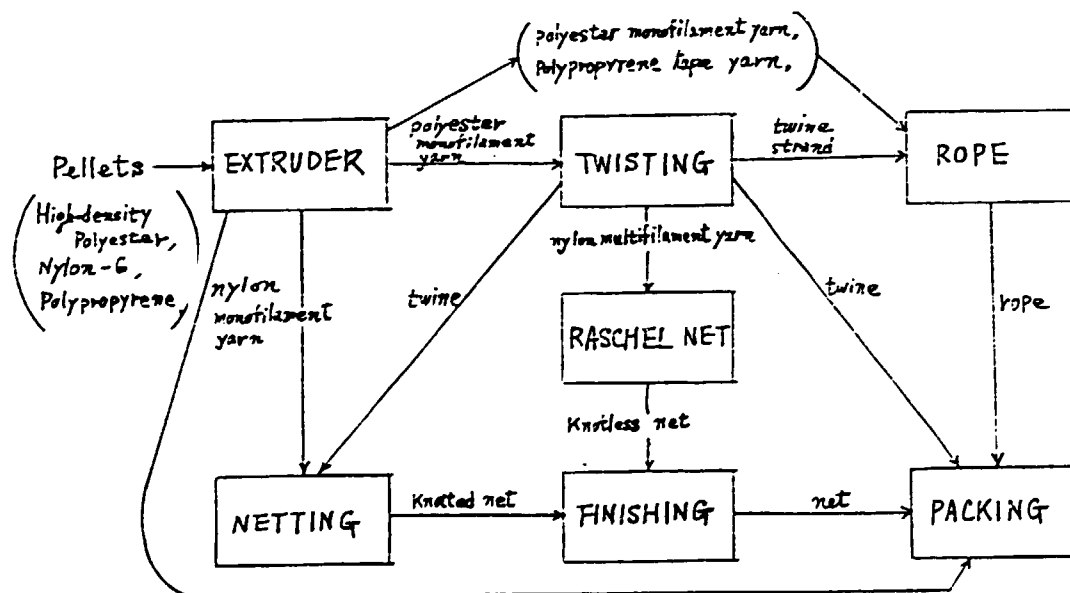 polyestar monofilament yarn,
polypropyrene tape yarn,
Pellets
High-density
Polyestar,
Nylon-6,
Polypropyrene,
EXTRUDER
polyestar
monofilament
yarn
TWISTING
twine
strand
ROPE
nylon
monofilament
yarn
twine
nylon multifilament yarn
twine
rope
RASCHEL NET
Knotless net
NETTING
Knotted net
FINISHING
net
PACKING